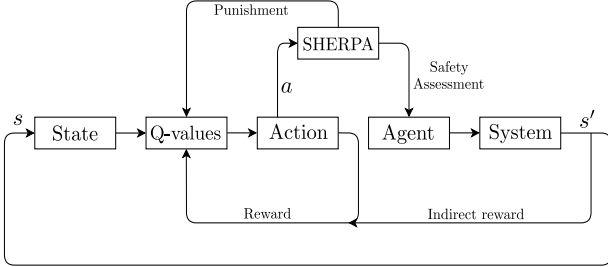 Punishment
SHERPA
Safety
Assessment
a
s
State
Q-values
Action
Agent
System
s′
Reward
Indirect reward